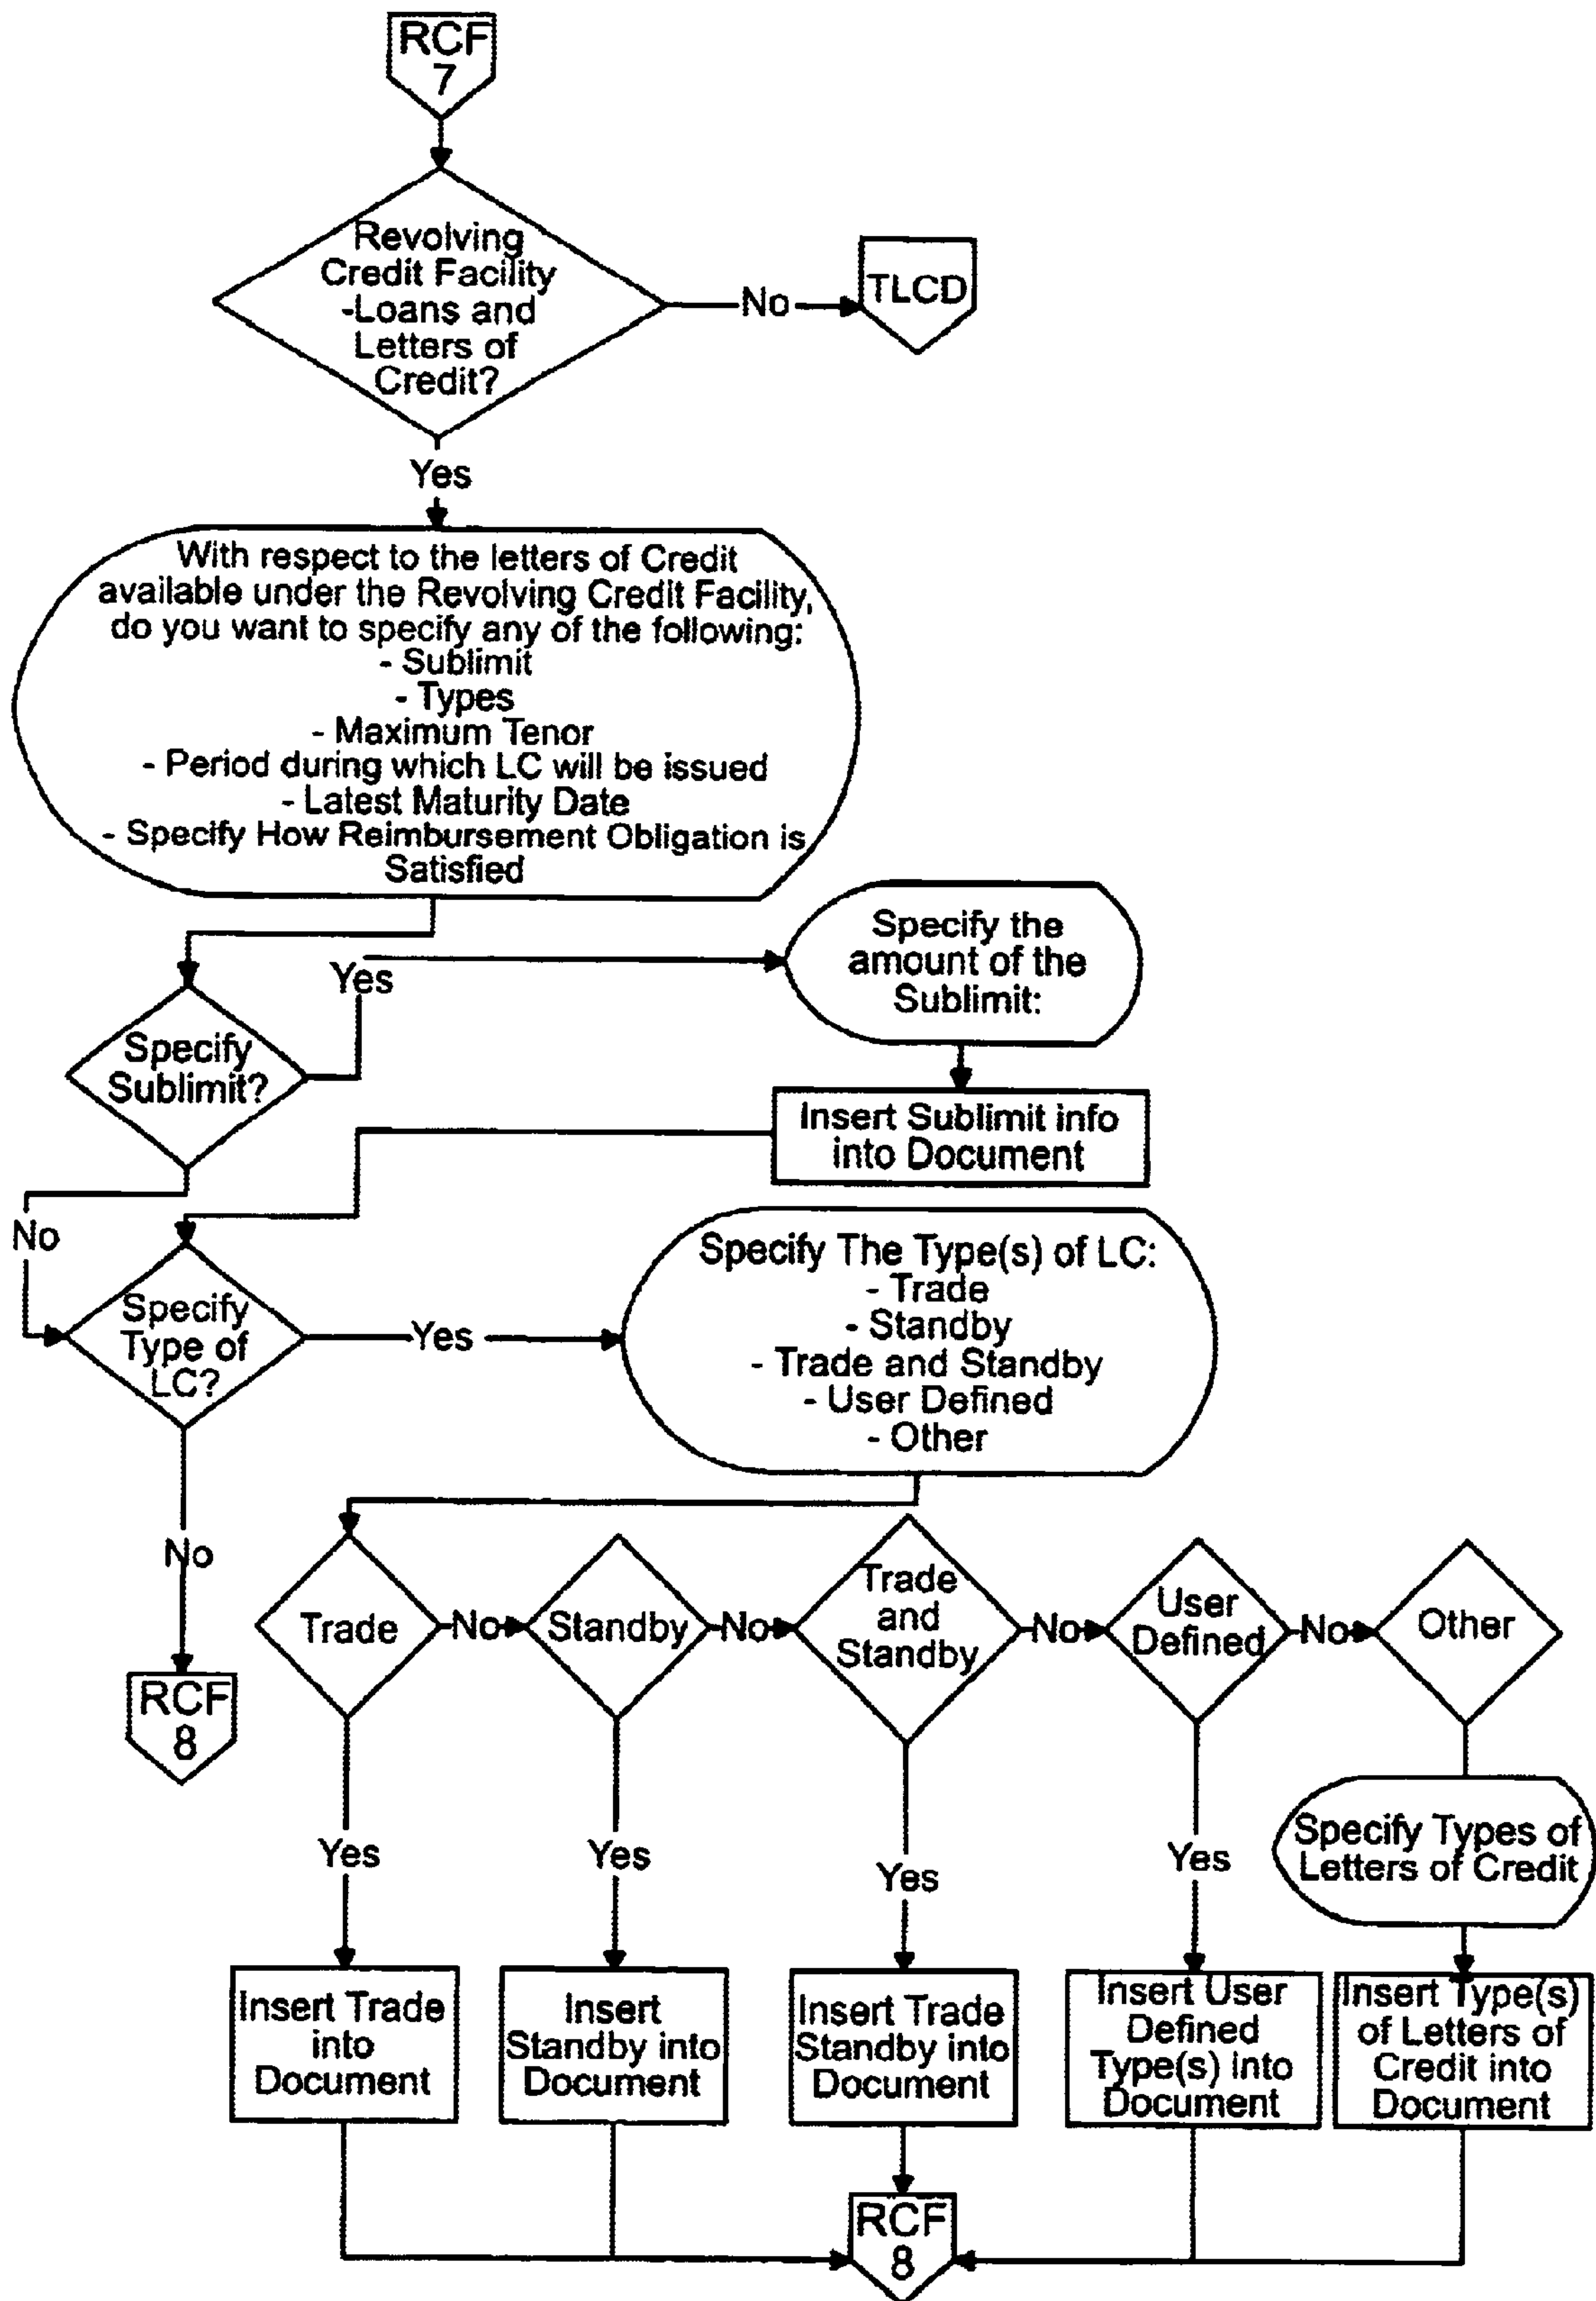 RCF
7
Revolving
Credit Facility
-Loans and
Letters of
Credit?
No
TLCD
Yes
With respect to the letters of Credit
available under the Revolving Credit Facility,
do you want to specify any of the following:
- Sublimit
- Types
- Maximum Tenor
- Period during which LC will be issued
- Latest Maturity Date
- Specify How Reimbursement Obligation is
Satisfied
Specify
Sublimit?
Yes
Specify the
amount of the
Sublimit:
Insert Sublimit info
into Document
No
Specify
Type of
LC?
Yes
Specify The Type(s) of LC:
- Trade
- Standby
- Trade and Standby
- User Defined
- Other
No
RCF
8
Trade
No
Standby
No
Trade
and
Standby
No
User
Defined
No
Other
Yes
Yes
Yes
Yes
Specify Types of
Letters of Credit
Insert Trade
into
Document
Insert
Standby into
Document
Insert Trade
Standby into
Document
Insert User
Defined
Type(s) into
Document
Insert Type(s)
of Letters of
Credit into
Document
RCF
8